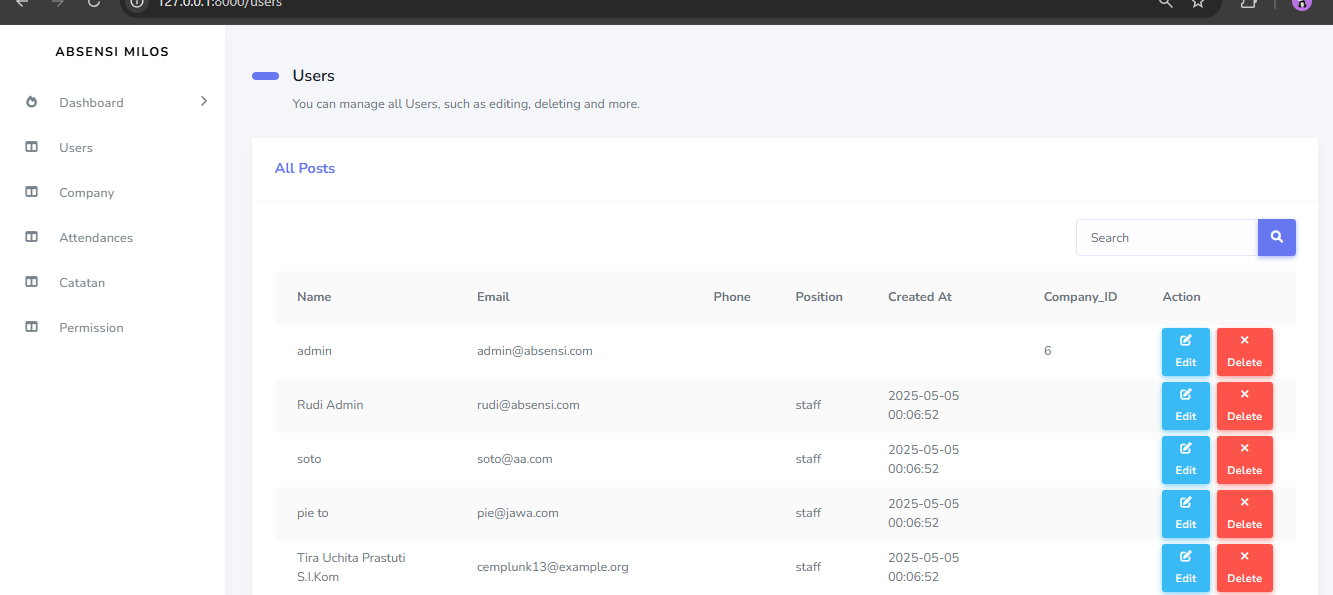 127.0.0.1:8000/users
ABSENSI MILOS
Dashboard
Users
Company
Attendances
Catatan
Permission
Users
You can manage all Users, such as editing, deleting and more.
All Posts
Search
Name Email Phone Position Created At Company_ID Action
admin admin@absensi.com 6 Edit Delete
Rudi Admin rudi@absensi.com staff 2025-05-05 00:06:52 Edit Delete
soto soto@aa.com staff 2025-05-05 00:06:52 Edit Delete
pie to pie@jawa.com staff 2025-05-05 00:06:52 Edit Delete
Tira Uchita Prastuti S.I.Kom cemplunk13@example.org staff 2025-05-05 00:06:52 Edit Delete